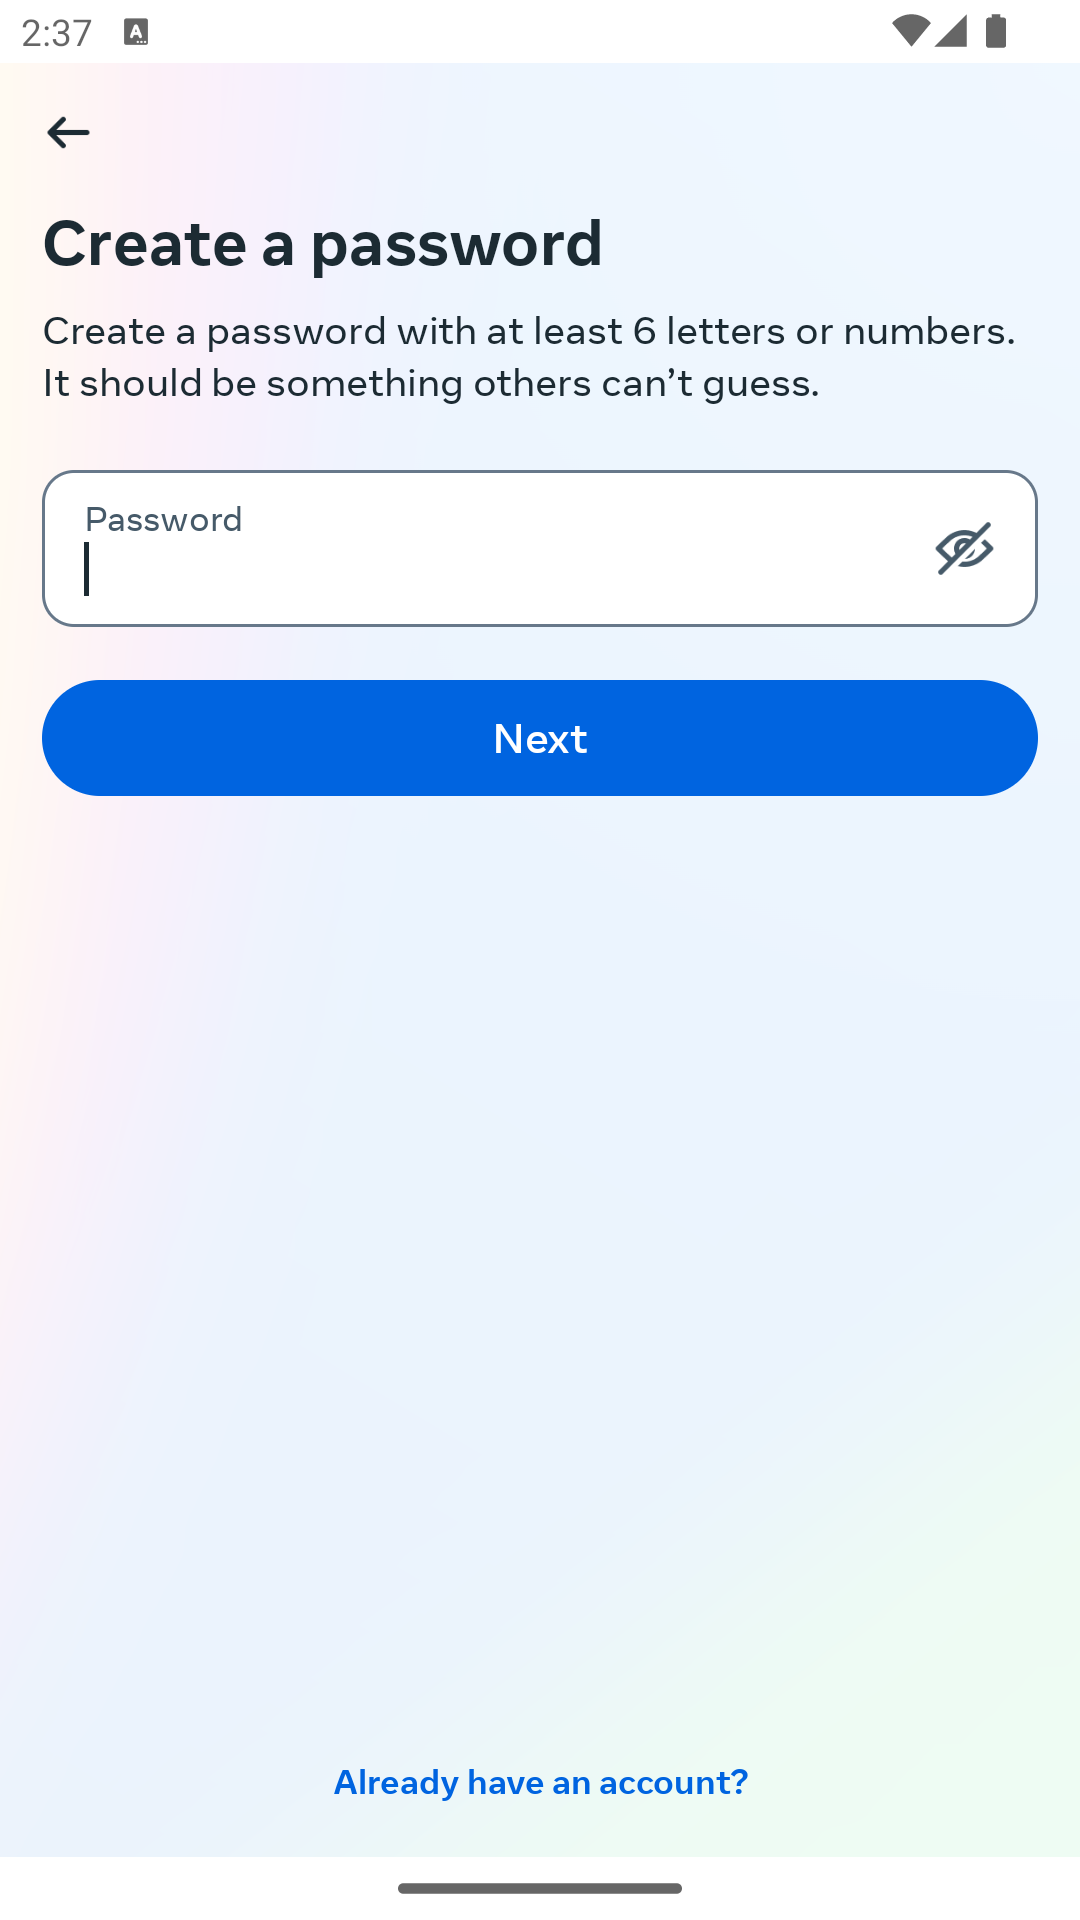 2:37
Create a password
Create a password with at least 6 letters or numbers.
It should be something others can’t guess.
Password
Next
Already have an account?